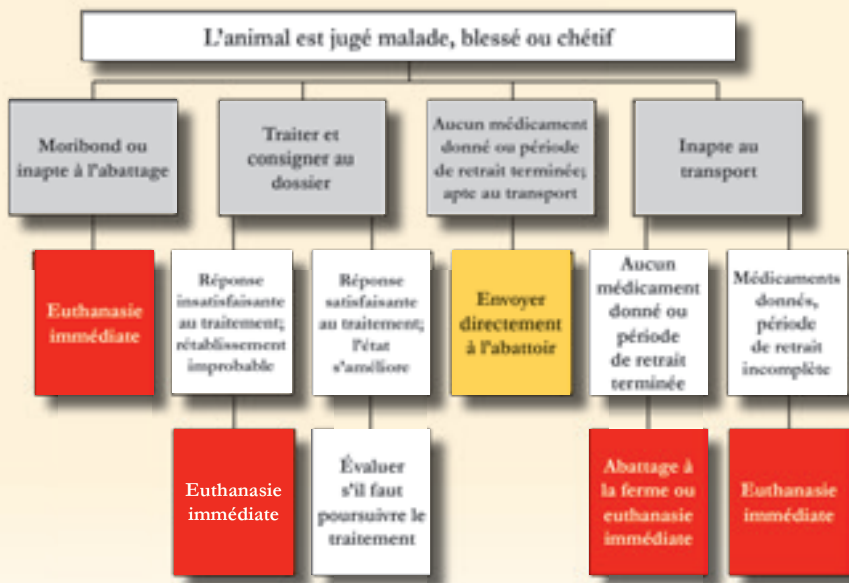 L'animal est jugé malade, blessé ou chétif
Moribond ou
inapte à l'abattage
Traiter et
consigner au
dossier
Aucun médicament
donné ou période
de retrait terminée;
apte au transport
Inapte au
transport
Euthanasie
immédiate
Réponse
insatisfaisante
au traitement;
rétablissement
improbable
Réponse
satisfaisante
au traitement;
l'état
s'améliore
Envoyer
directement
à l'abattoir
Aucun
médicament
donné ou
période
de retrait
terminée
Médicaments
donnés,
période
de retrait
incomplète
Euthanasie
immédiate
Évaluer
s'il faut
poursuivre le
traitement
Abattage à
la ferme ou
euthanasie
immédiate
Euthanasie
immédiate